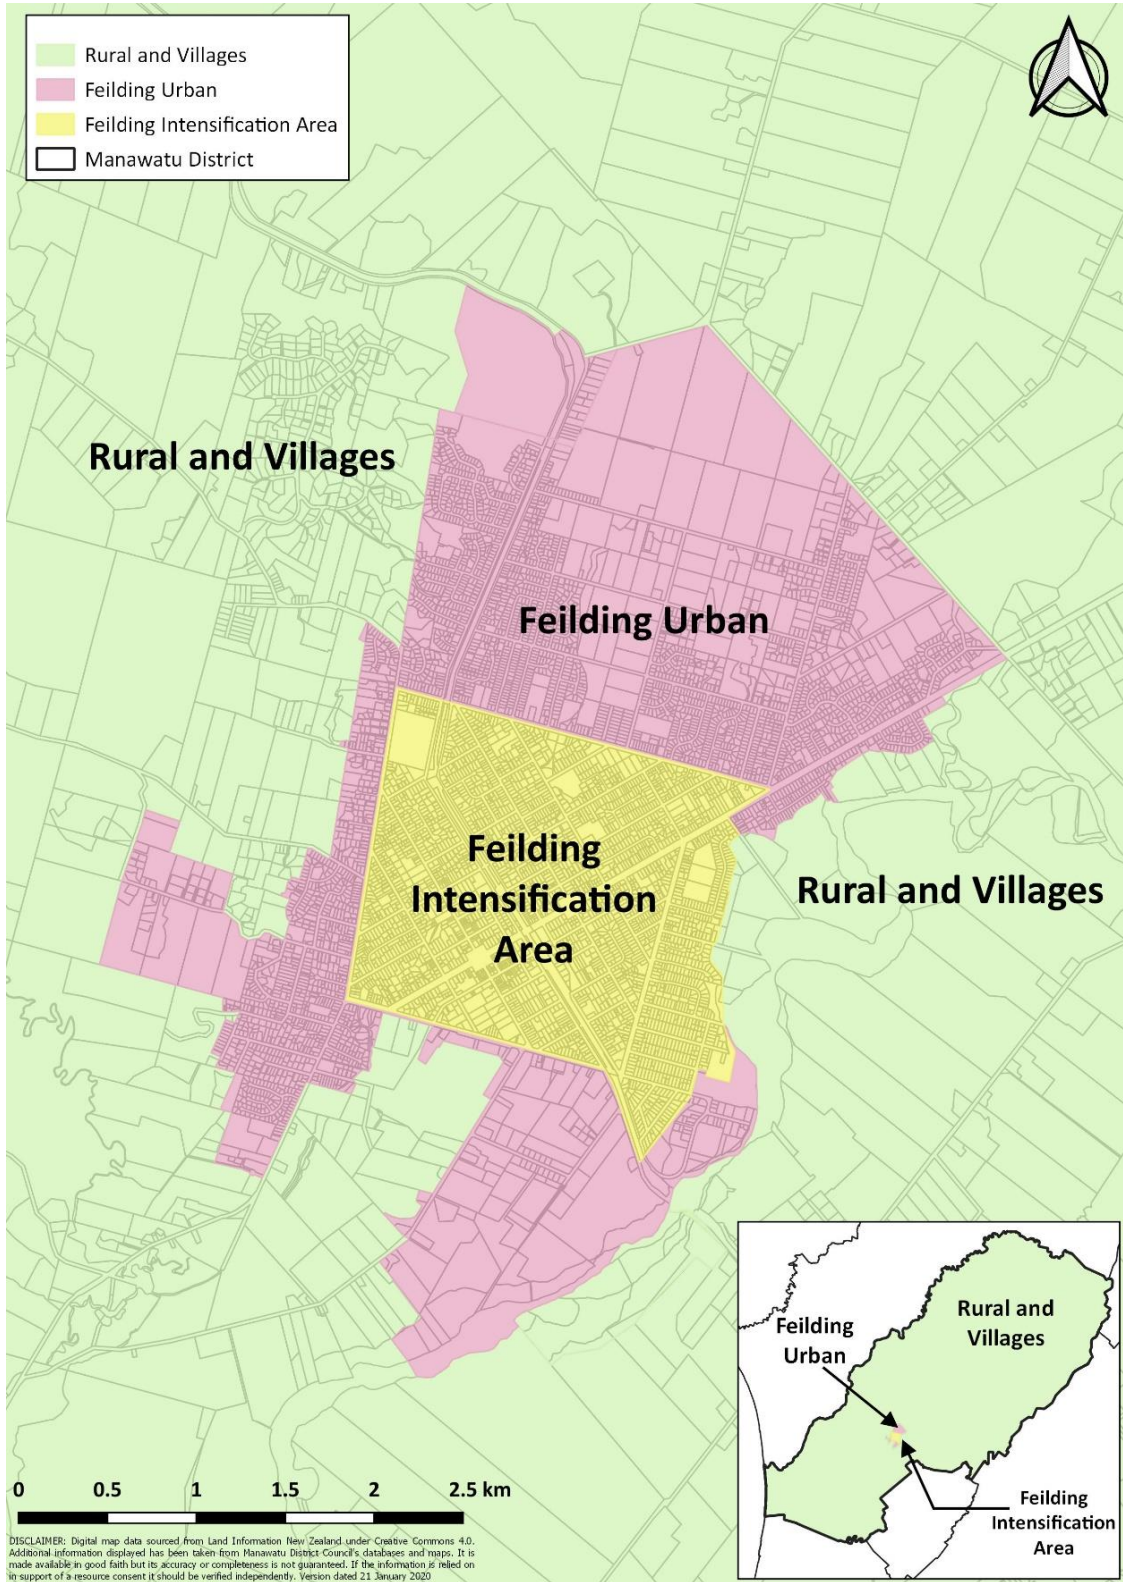 Rural and Villages
Feilding Urban
Feilding Intensification Area
Manawatu District
Rural and Villages
Feilding Urban
Feilding
Intensification
Area
Rural and Villages
Rural and
Villages
Feilding
Urban
Feilding
Intensification
Area
0 0.5 1 1.5 2 2.5 km
DISCLAIMER: Digital map data sourced from Land Information New Zealand under Creative Commons 4.0.
Additional information displayed has been taken from Manawatu District Council's databases and maps. It is
made available in good faith but its accuracy or completeness is not guaranteed. If the information is relied on
in support of a resource consent it should be verified independently. Version dated 21 January 2020